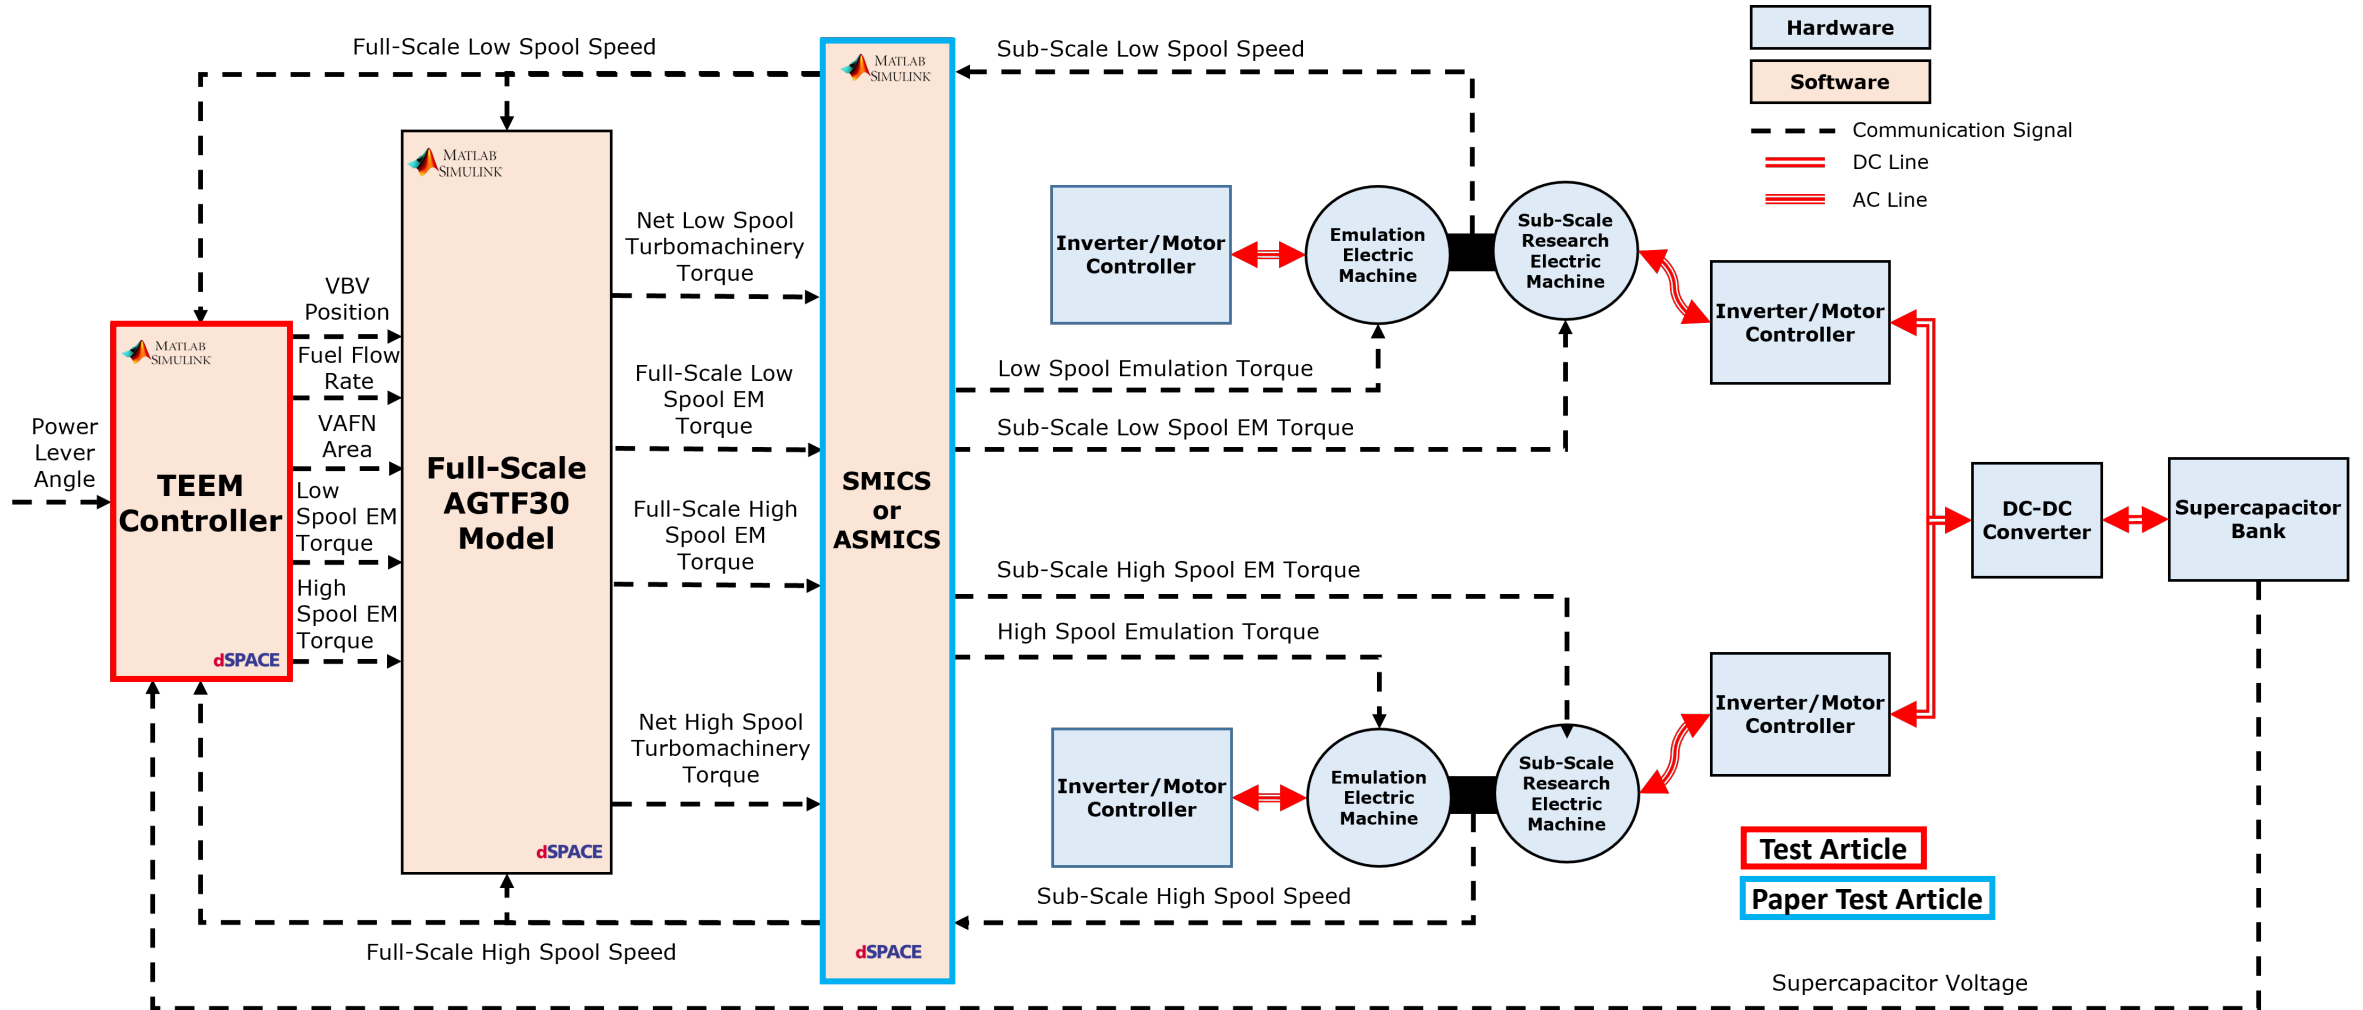 Full-Scale Low Spool Speed
MATLAB
SIMULINK
Sub-Scale Low Spool Speed
Hardware
Software
Communication Signal
DC Line
AC Line
MATLAB
SIMULINK
Net Low Spool
Turbomachinery
Torque
Inverter/Motor
Controller
Emulation
Electric
Machine
Sub-Scale
Research
Electric
Machine
Inverter/Motor
Controller
VBV
Position
MATLAB
SIMULINK
Fuel Flow
Rate
Full-Scale Low
Spool EM
Torque
Low Spool Emulation Torque
Power
Lever
Angle
VAFN
Area
Sub-Scale Low Spool EM Torque
TEEM
Controller
Low
Spool EM
Torque
Full-Scale
AGTF30
Model
Full-Scale High
Spool EM
Torque
SMICS
or
ASMICS
DC-DC
Converter
Supercapacitor
Bank
High
Spool EM
Torque
dSPACE
Sub-Scale High Spool EM Torque
High Spool Emulation Torque
Net High Spool
Turbomachinery
Torque
Inverter/Motor
Controller
Emulation
Electric
Machine
Sub-Scale
Research
Electric
Machine
Inverter/Motor
Controller
dSPACE
Test Article
Paper Test Article
Sub-Scale High Spool Speed
Full-Scale High Spool Speed
dSPACE
Supercapacitor Voltage